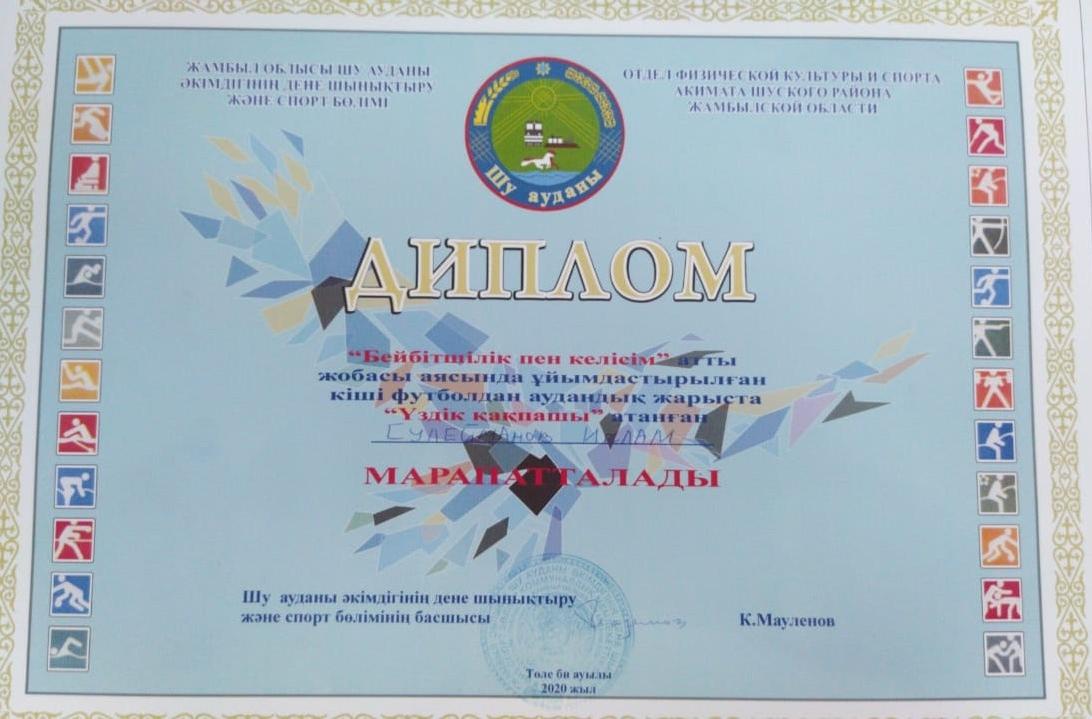 ЖАМБЫЛ ОБЛЫСЫ ШУ АУДАНЫ
ӘКІМДІГІНІҢ ДЕНЕ ШЫНЫҚТЫРУ
ЖӘНЕ СПОРТ БӨЛІМІ
ОТДЕЛ ФИЗИЧЕСКОЙ КУЛЬТУРЫ И СПОРТА
АКИМАТА ШУСКОГО РАЙОНА
ЖАМБЫЛСКОЙ ОБЛАСТИ
Шу ауданы
ДИПЛОМ
“Бейбітшілік пен келісім” атты
жобасы аясында ұйымдастырылған
кіші футболдан аудандық жарыста
“Үздік қақпашы” атанған
Сулейманов Ислам
МАРАПАТТАЛАДЫ
Шу ауданы әкімдігінің дене шынықтыру
және спорт бөлімінің басшысы
К.Мауленов
Төле би ауылы
2020 жыл